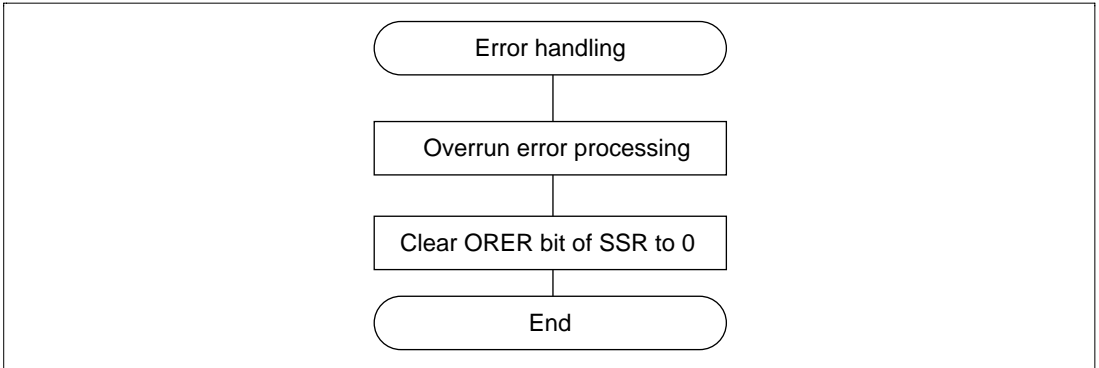 Error handling
Overrun error processing
Clear ORER bit of SSR to 0
End